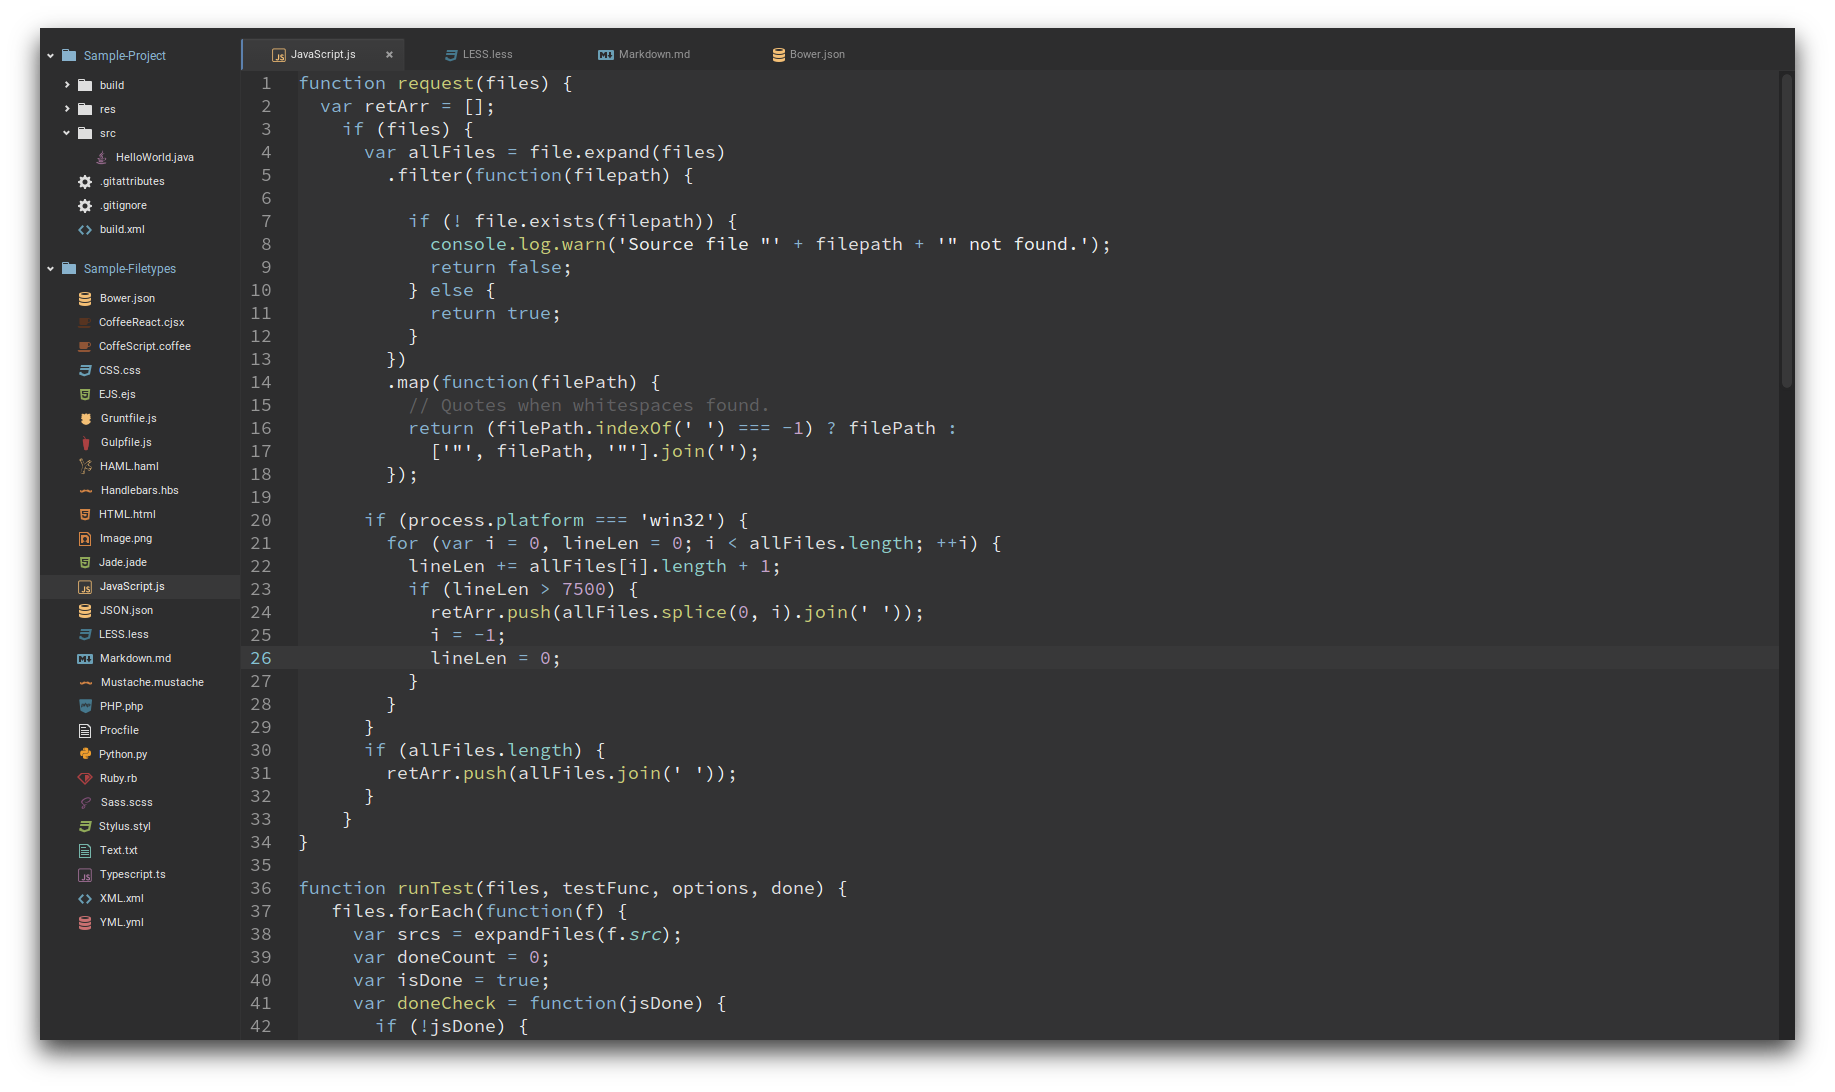 Sample-Project
build
res
src
HelloWorld.java
.gitattributes
.gitignore
build.xml
Sample-Filetypes
Bower.json
CoffeeReact.cjsx
CoffeScript.coffee
CSS.css
EJS.ejs
Gruntfile.js
Gulpfile.js
HAML.haml
Handlebars.hbs
HTML.html
Image.png
Jade.jade
JavaScript.js
JSON.json
LESS.less
Markdown.md
Mustache.mustache
PHP.php
Procfile
Python.py
Ruby.rb
Sass.scss
Stylus.styl
Text.txt
Typescript.ts
XML.xml
YML.yml
JavaScript.js × LESS.less Markdown.md Bower.json
1 function request(files) {
2   var retArr = [];
3     if (files) {
4       var allFiles = file.expand(files)
5         .filter(function(filepath) {
6
7           if (! file.exists(filepath)) {
8             console.log.warn('Source file "' + filepath + '" not found.');
9             return false;
10           } else {
11             return true;
12           }
13         })
14         .map(function(filePath) {
15           // Quotes when whitespaces found.
16           return (filePath.indexOf(' ') === -1) ? filePath :
17             ['"', filePath, '"'].join('');
18         });
19
20       if (process.platform === 'win32') {
21         for (var i = 0, lineLen = 0; i < allFiles.length; ++i) {
22           lineLen += allFiles[i].length + 1;
23           if (lineLen > 7500) {
24             retArr.push(allFiles.splice(0, i).join(' '));
25             i = -1;
26             lineLen = 0;
27           }
28         }
29       }
30       if (allFiles.length) {
31         retArr.push(allFiles.join(' '));
32       }
33     }
34 }
35
36 function runTest(files, testFunc, options, done) {
37    files.forEach(function(f) {
38      var srcs = expandFiles(f.src);
39      var doneCount = 0;
40      var isDone = true;
41      var doneCheck = function(jsDone) {
42        if (!jsDone) {